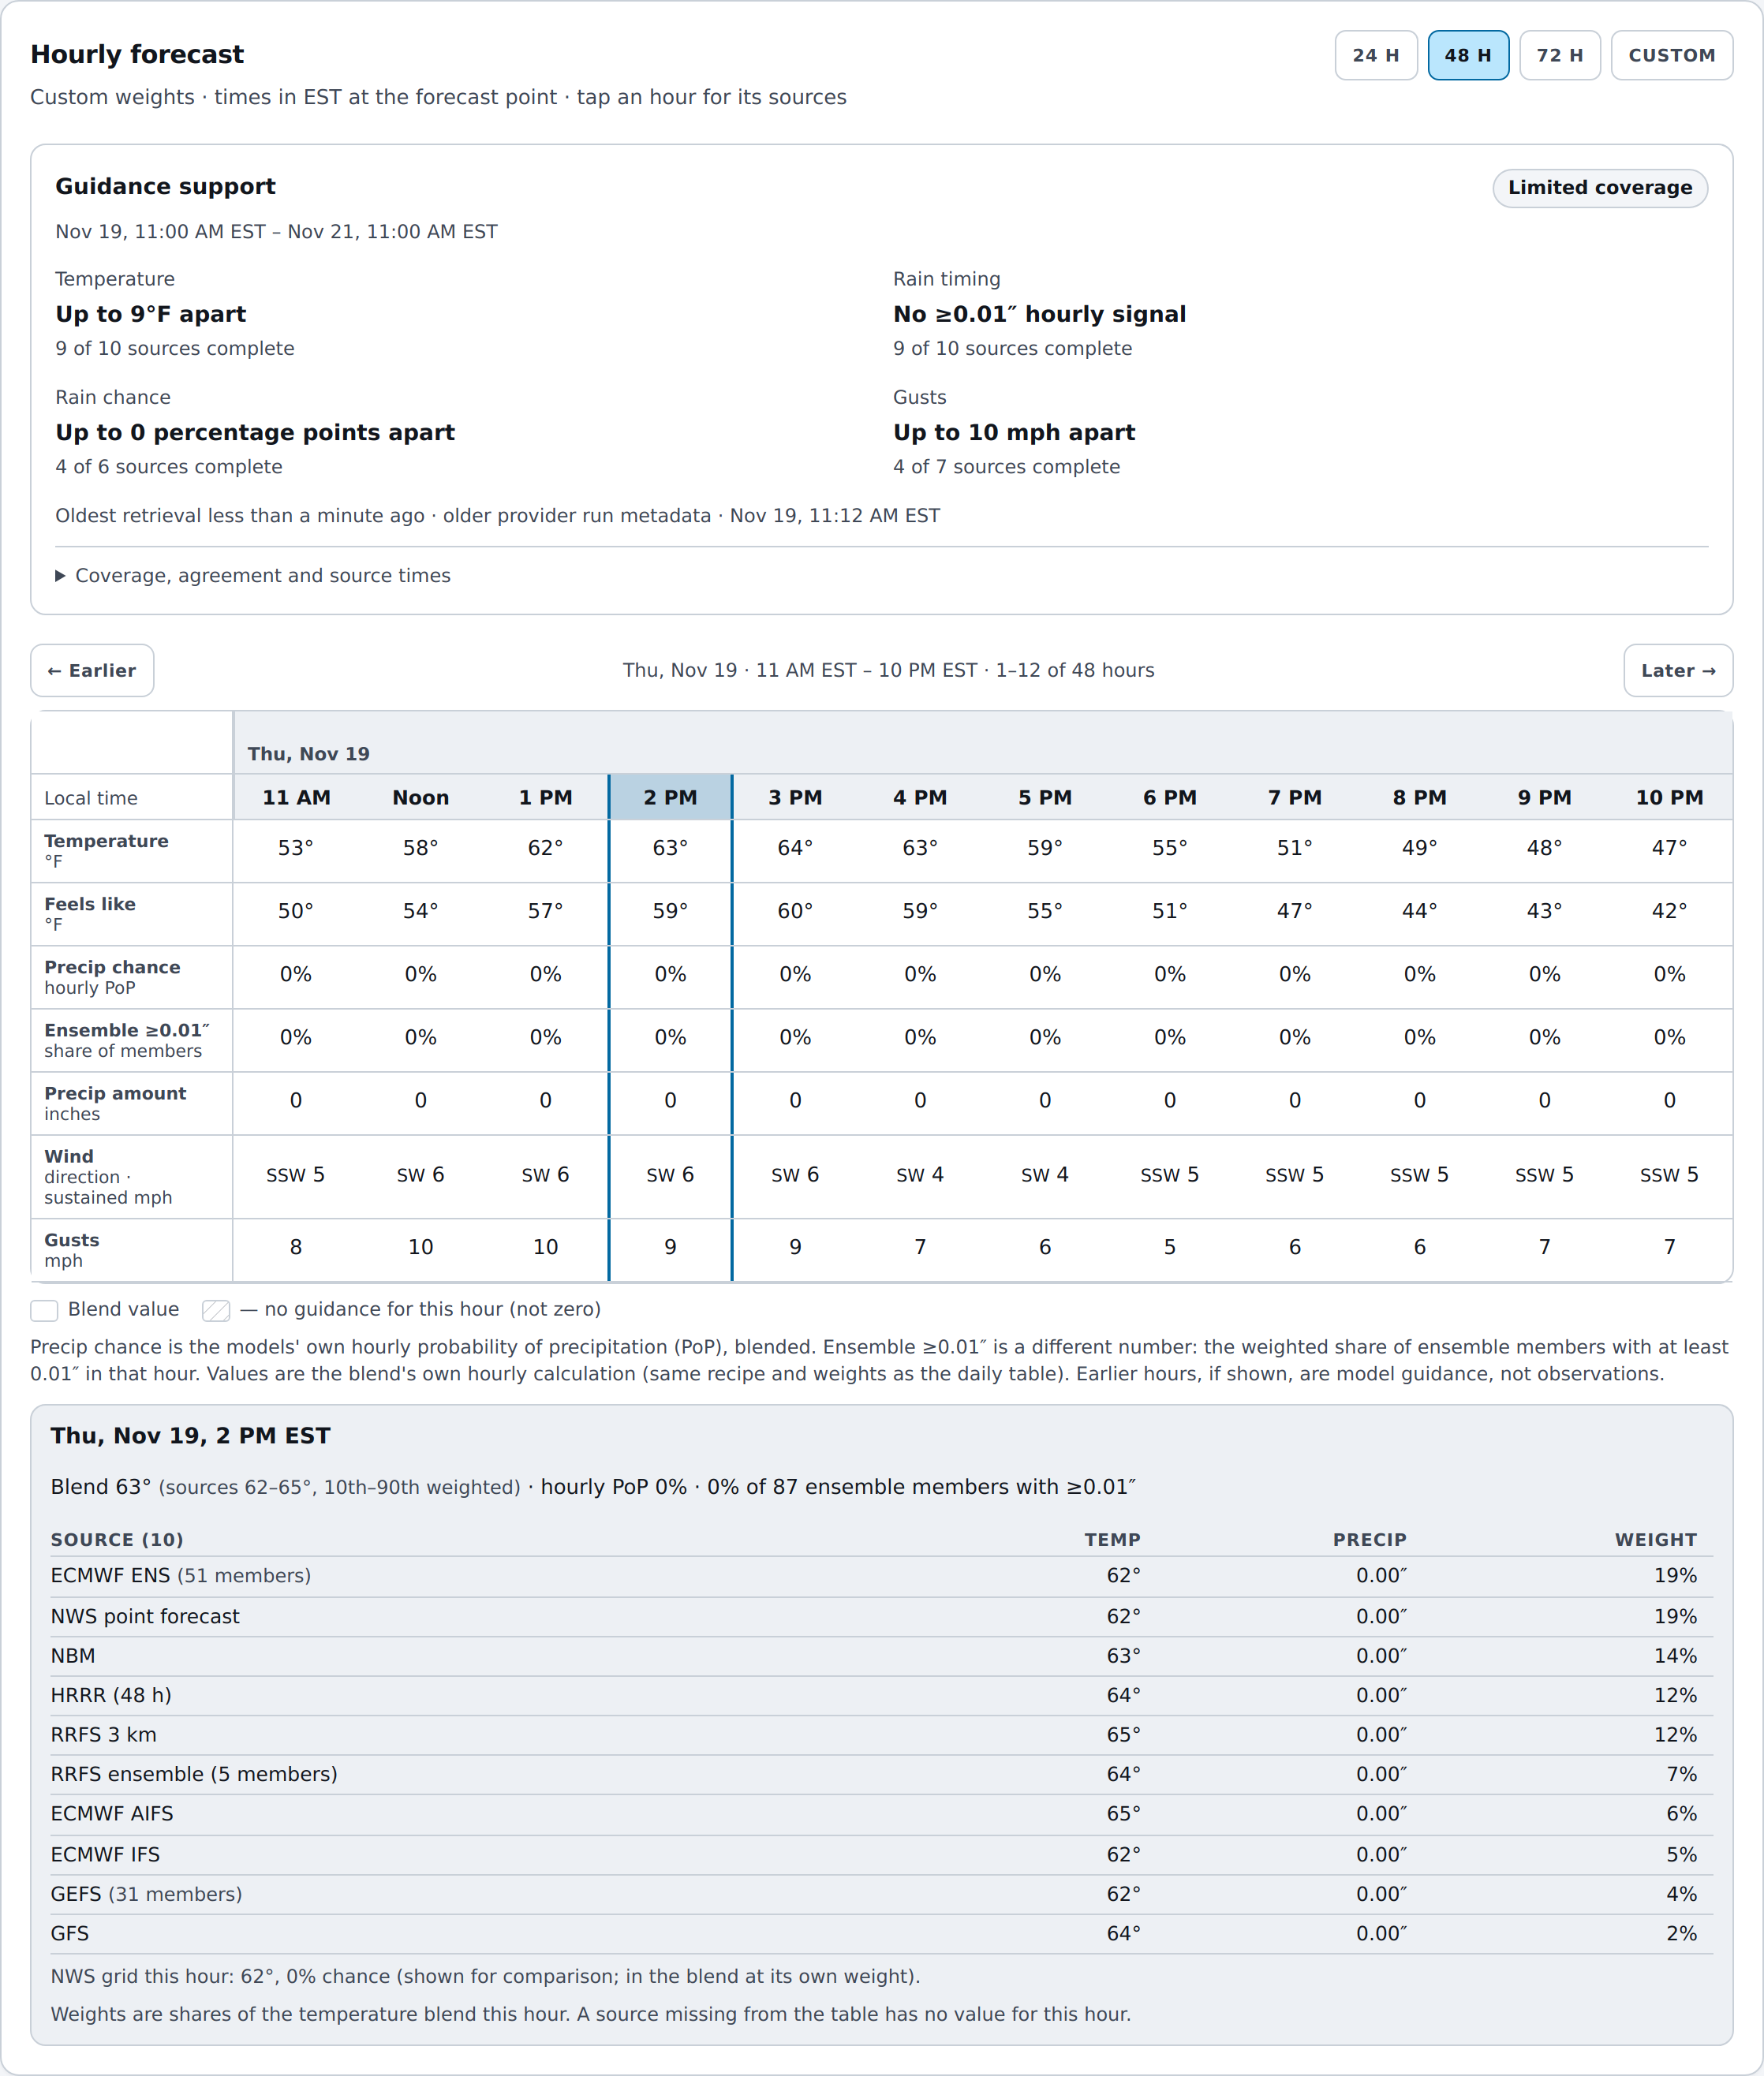 Hourly forecast
24 H 48 H 72 H CUSTOM
Custom weights · times in EST at the forecast point · tap an hour for its sources
Guidance support
Limited coverage
Nov 19, 11:00 AM EST – Nov 21, 11:00 AM EST
Temperature
Up to 9°F apart
9 of 10 sources complete
Rain timing
No ≥0.01″ hourly signal
9 of 10 sources complete
Rain chance
Up to 0 percentage points apart
4 of 6 sources complete
Gusts
Up to 10 mph apart
4 of 7 sources complete
Oldest retrieval less than a minute ago · older provider run metadata · Nov 19, 11:12 AM EST
▶ Coverage, agreement and source times
← Earlier
Thu, Nov 19 · 11 AM EST – 10 PM EST · 1–12 of 48 hours
Later →
Thu, Nov 19
Local time 11 AM Noon 1 PM 2 PM 3 PM 4 PM 5 PM 6 PM 7 PM 8 PM 9 PM 10 PM
Temperature
°F
53° 58° 62° 63° 64° 63° 59° 55° 51° 49° 48° 47°
Feels like
°F
50° 54° 57° 59° 60° 59° 55° 51° 47° 44° 43° 42°
Precip chance
hourly PoP
0% 0% 0% 0% 0% 0% 0% 0% 0% 0% 0% 0%
Ensemble ≥0.01″
share of members
0% 0% 0% 0% 0% 0% 0% 0% 0% 0% 0% 0%
Precip amount
inches
0 0 0 0 0 0 0 0 0 0 0 0
Wind
direction ·
sustained mph
SSW 5 SW 6 SW 6 SW 6 SW 6 SW 4 SW 4 SSW 5 SSW 5 SSW 5 SSW 5 SSW 5
Gusts
mph
8 10 10 9 9 7 6 5 6 6 7 7
Blend value — no guidance for this hour (not zero)
Precip chance is the models' own hourly probability of precipitation (PoP), blended. Ensemble ≥0.01″ is a different number: the weighted share of ensemble members with at least
0.01″ in that hour. Values are the blend's own hourly calculation (same recipe and weights as the daily table). Earlier hours, if shown, are model guidance, not observations.
Thu, Nov 19, 2 PM EST
Blend 63° (sources 62–65°, 10th–90th weighted) · hourly PoP 0% · 0% of 87 ensemble members with ≥0.01″
SOURCE (10) TEMP PRECIP WEIGHT
ECMWF ENS (51 members) 62° 0.00″ 19%
NWS point forecast 62° 0.00″ 19%
NBM 63° 0.00″ 14%
HRRR (48 h) 64° 0.00″ 12%
RRFS 3 km 65° 0.00″ 12%
RRFS ensemble (5 members) 64° 0.00″ 7%
ECMWF AIFS 65° 0.00″ 6%
ECMWF IFS 62° 0.00″ 5%
GEFS (31 members) 62° 0.00″ 4%
GFS 64° 0.00″ 2%
NWS grid this hour: 62°, 0% chance (shown for comparison; in the blend at its own weight).
Weights are shares of the temperature blend this hour. A source missing from the table has no value for this hour.